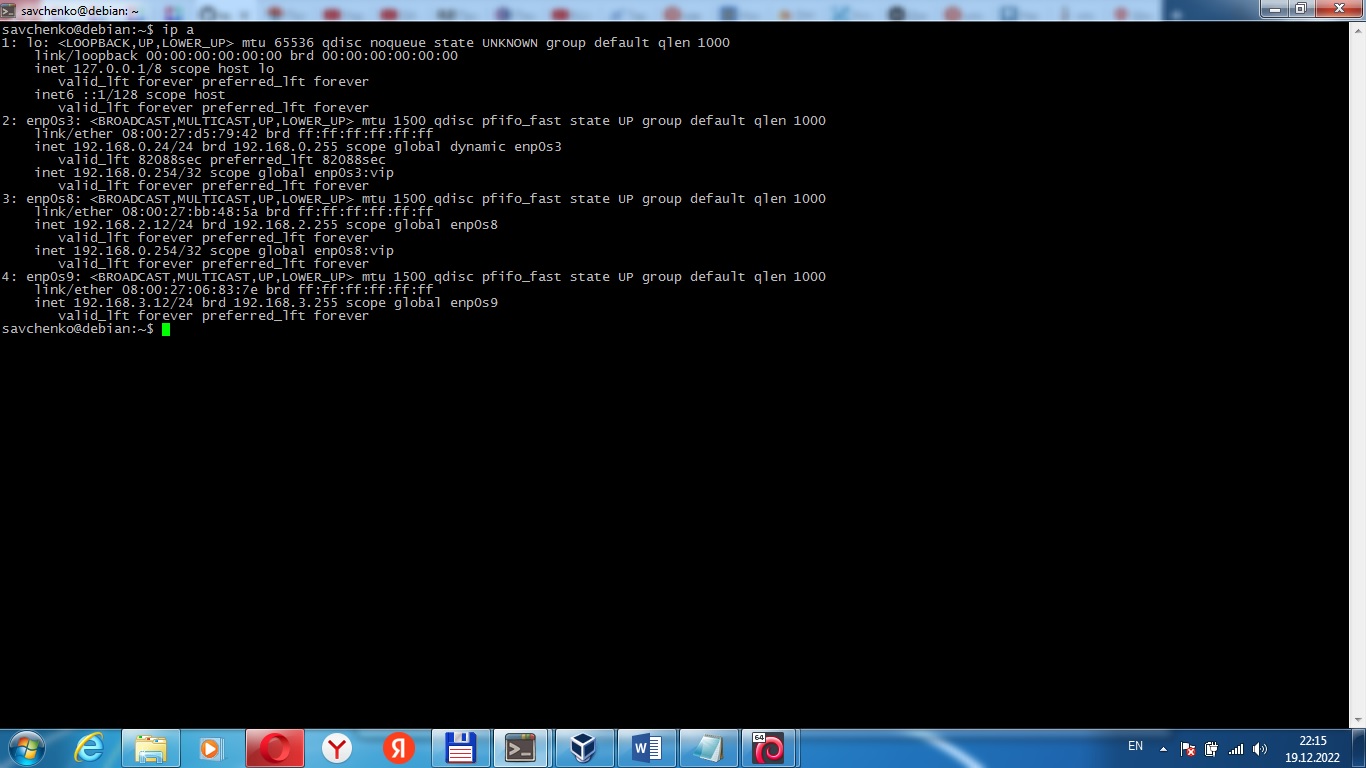 savchenko@debian: ~
savchenko@debian:~$ ip a
1: lo: <LOOPBACK,UP,LOWER_UP> mtu 65536 qdisc noqueue state UNKNOWN group default qlen 1000
    link/loopback 00:00:00:00:00:00 brd 00:00:00:00:00:00
    inet 127.0.0.1/8 scope host lo
       valid_lft forever preferred_lft forever
    inet6 ::1/128 scope host
       valid_lft forever preferred_lft forever
2: enp0s3: <BROADCAST,MULTICAST,UP,LOWER_UP> mtu 1500 qdisc pfifo_fast state UP group default qlen 1000
    link/ether 08:00:27:d5:79:42 brd ff:ff:ff:ff:ff:ff
    inet 192.168.0.24/24 brd 192.168.0.255 scope global dynamic enp0s3
       valid_lft 82088sec preferred_lft 82088sec
    inet 192.168.0.254/32 scope global enp0s3:vip
       valid_lft forever preferred_lft forever
3: enp0s8: <BROADCAST,MULTICAST,UP,LOWER_UP> mtu 1500 qdisc pfifo_fast state UP group default qlen 1000
    link/ether 08:00:27:bb:48:5a brd ff:ff:ff:ff:ff:ff
    inet 192.168.2.12/24 brd 192.168.2.255 scope global enp0s8
       valid_lft forever preferred_lft forever
    inet 192.168.0.254/32 scope global enp0s8:vip
       valid_lft forever preferred_lft forever
4: enp0s9: <BROADCAST,MULTICAST,UP,LOWER_UP> mtu 1500 qdisc pfifo_fast state UP group default qlen 1000
    link/ether 08:00:27:06:83:7e brd ff:ff:ff:ff:ff:ff
    inet 192.168.3.12/24 brd 192.168.3.255 scope global enp0s9
       valid_lft forever preferred_lft forever
savchenko@debian:~$
64
EN
22:15
19.12.2022